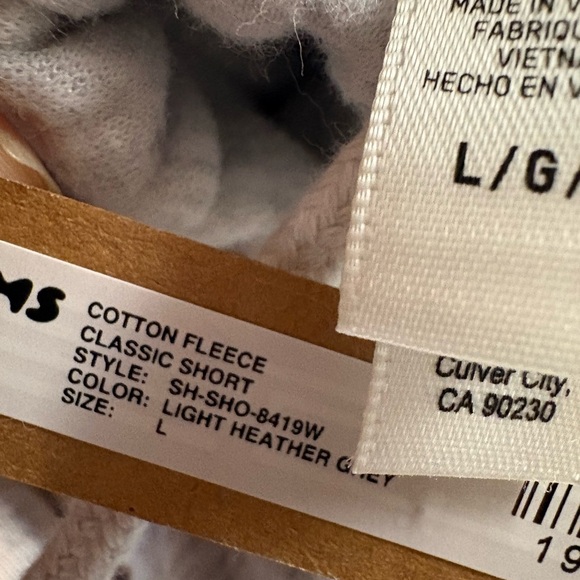 MADE IN V
FABRIQU
VIETNA
HECHO EN V
L/G/
Culver City,
CA 90230
MS
COTTON FLEECE
CLASSIC SHORT
STYLE: SH-SHO-8419W
COLOR: LIGHT HEATHER GREY
SIZE: L
19